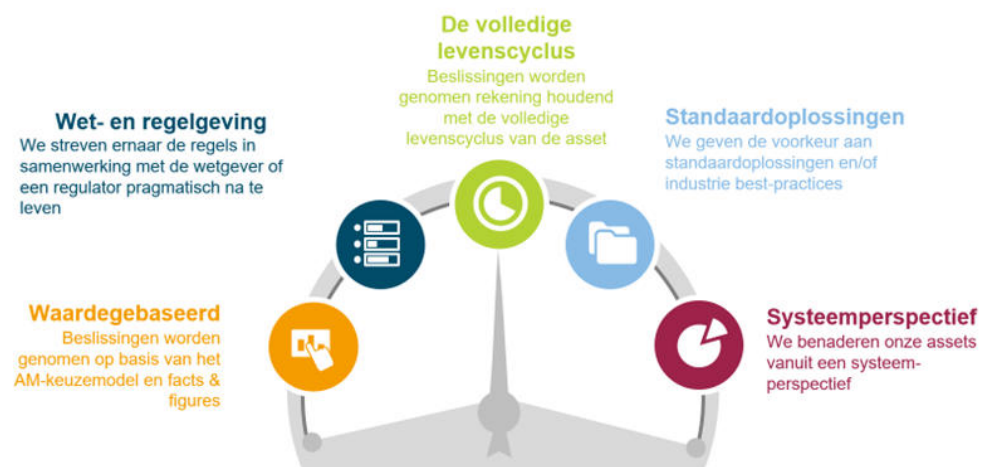 De volledige
levenscyclus
Beslissingen worden
genomen rekening houdend
met de volledige
levenscyclus van de asset
Wet- en regelgeving
We streven ernaar de regels in
samenwerking met de wetgever of
een regulator pragmatisch na te
leven
Standaardoplossingen
We geven de voorkeur aan
standaardoplossingen en/of
industrie best-practices
Waardegebaseerd
Beslissingen worden
genomen op basis van het
AM-keuzemodel en facts &
figures
Systeemperspectief
We benaderen onze assets
vanuit een systeem-
perspectief